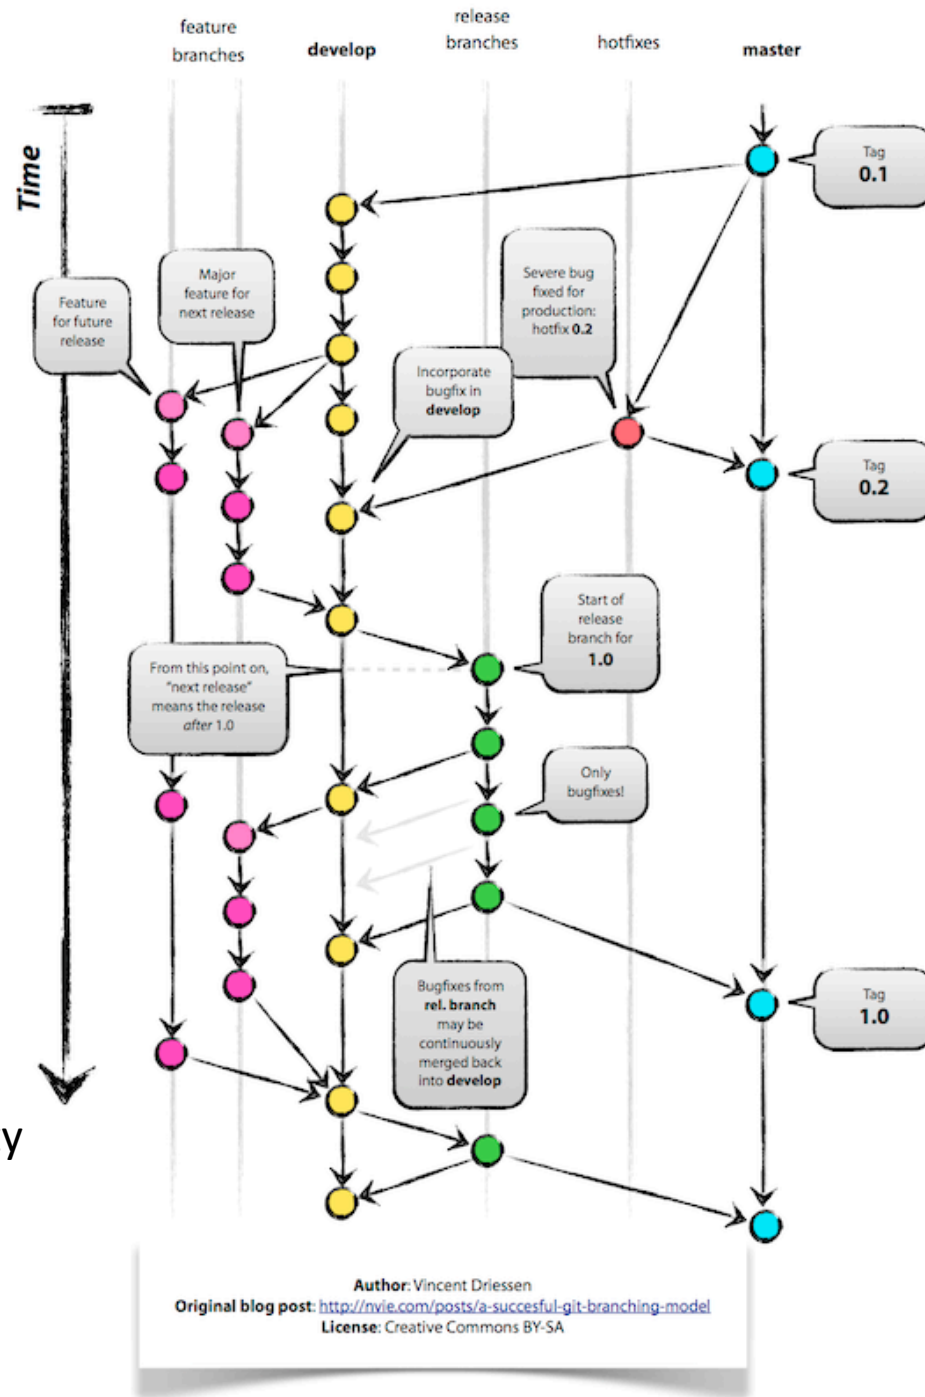 feature
branches
develop
release
branches
hotfixes
master
Time
Tag
0.1
Major
feature for
next release
Severe bug
fixed for
production:
hotfix 0.2
Feature
for future
release
Incorporate
bugfix in
develop
Tag
0.2
Start of
release
branch for
1.0
From this point on,
“next release”
means the release
after 1.0
Only
bugfixes!
Bugfixes from
rel. branch
may be
continuously
merged back
into develop
Tag
1.0
y
Author: Vincent Driessen
Original blog post: http://nvie.com/posts/a-succesful-git-branching-model
License: Creative Commons BY-SA